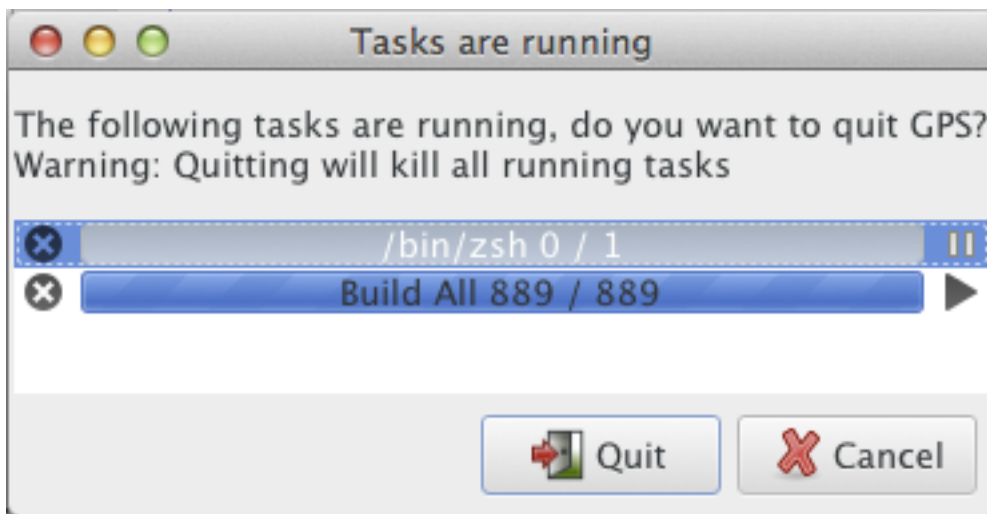 Tasks are running
The following tasks are running, do you want to quit GPS?
Warning: Quitting will kill all running tasks
/bin/zsh 0 / 1
Build All 889 / 889
Quit
Cancel